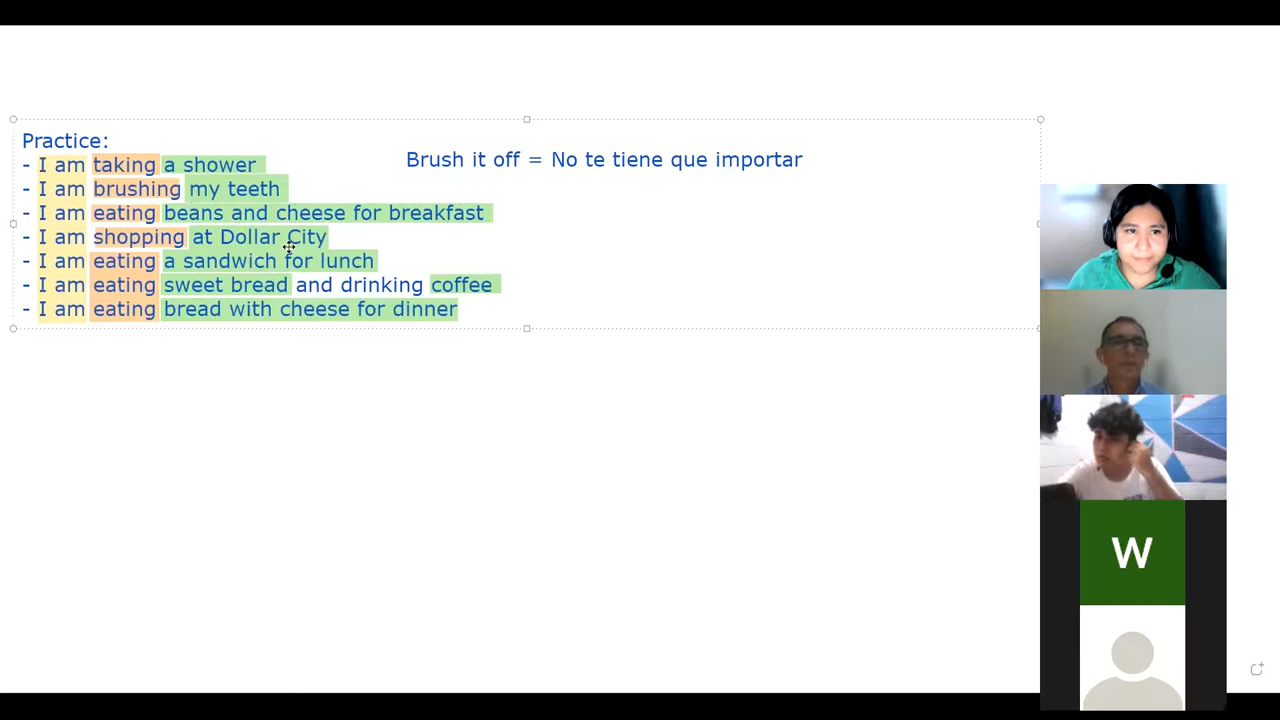 Practice:
- I am taking a shower
- I am brushing my teeth
- I am eating beans and cheese for breakfast
- I am shopping at Dollar City
- I am eating a sandwich for lunch
- I am eating sweet bread and drinking coffee
- I am eating bread with cheese for dinner
Brush it off = No te tiene que importar
W